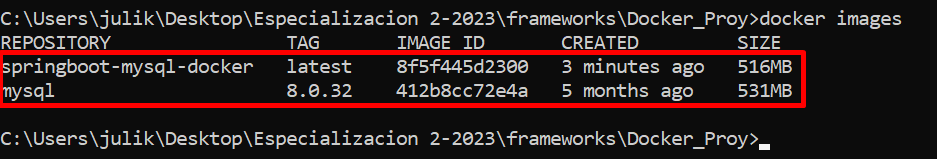 C:\Users\julik\Desktop\Especializacion 2-2023\frameworks\Docker_Proy>docker images
REPOSITORY TAG IMAGE ID CREATED SIZE
springboot-mysql-docker latest 8f5f445d2300 3 minutes ago 516MB
mysql 8.0.32 412b8cc72e4a 5 months ago 531MB
C:\Users\julik\Desktop\Especializacion 2-2023\frameworks\Docker_Proy>